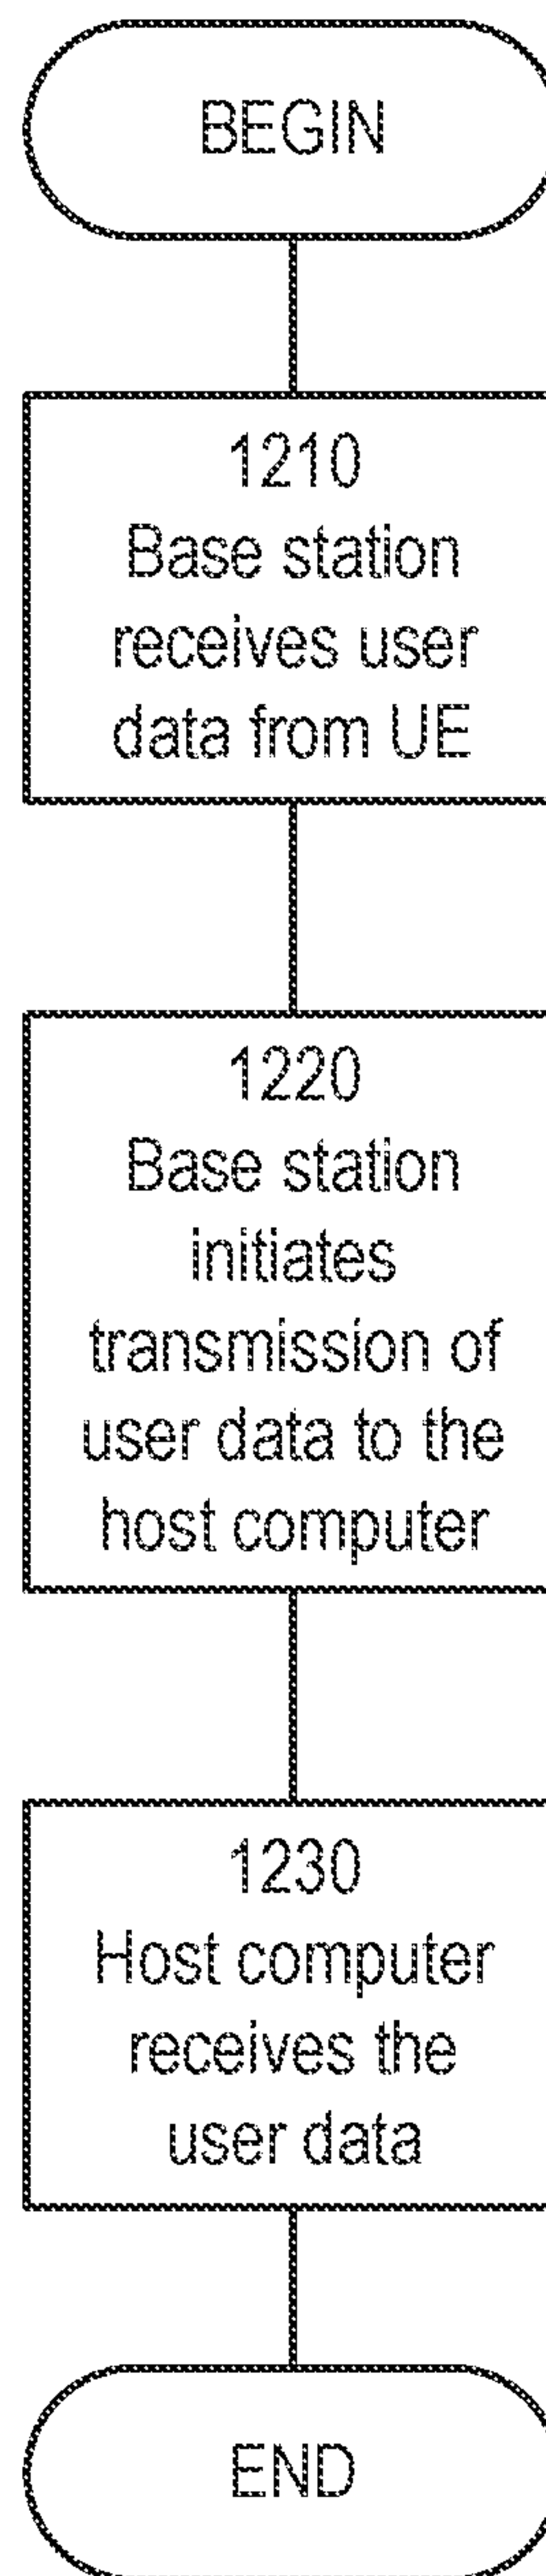 BEGIN
1210
Base station
receives user
data from UE
1220
Base station
initiates
transmission of
user data to the
host computer
1230
Host computer
receives the
user data
END